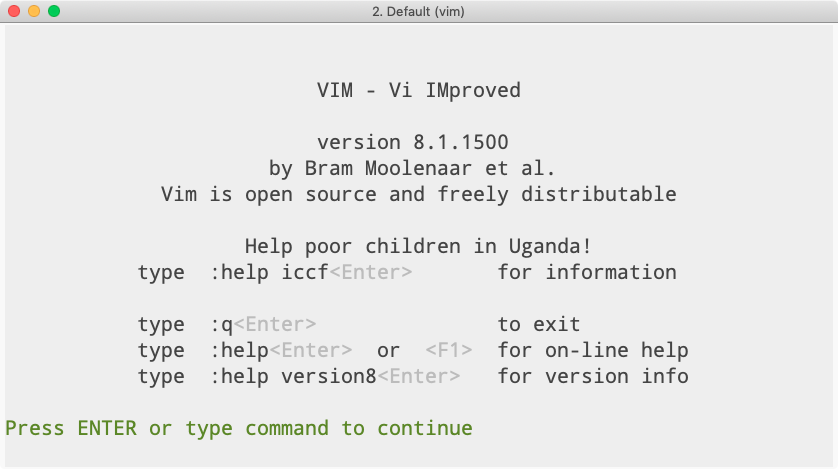 2. Default (vim)
VIM - Vi IMproved
version 8.1.1500
by Bram Moolenaar et al.
Vim is open source and freely distributable
Help poor children in Uganda!
type :help iccf<Enter> for information
type :q<Enter> to exit
type :help<Enter> or <F1> for on-line help
type :help version8<Enter> for version info
Press ENTER or type command to continue